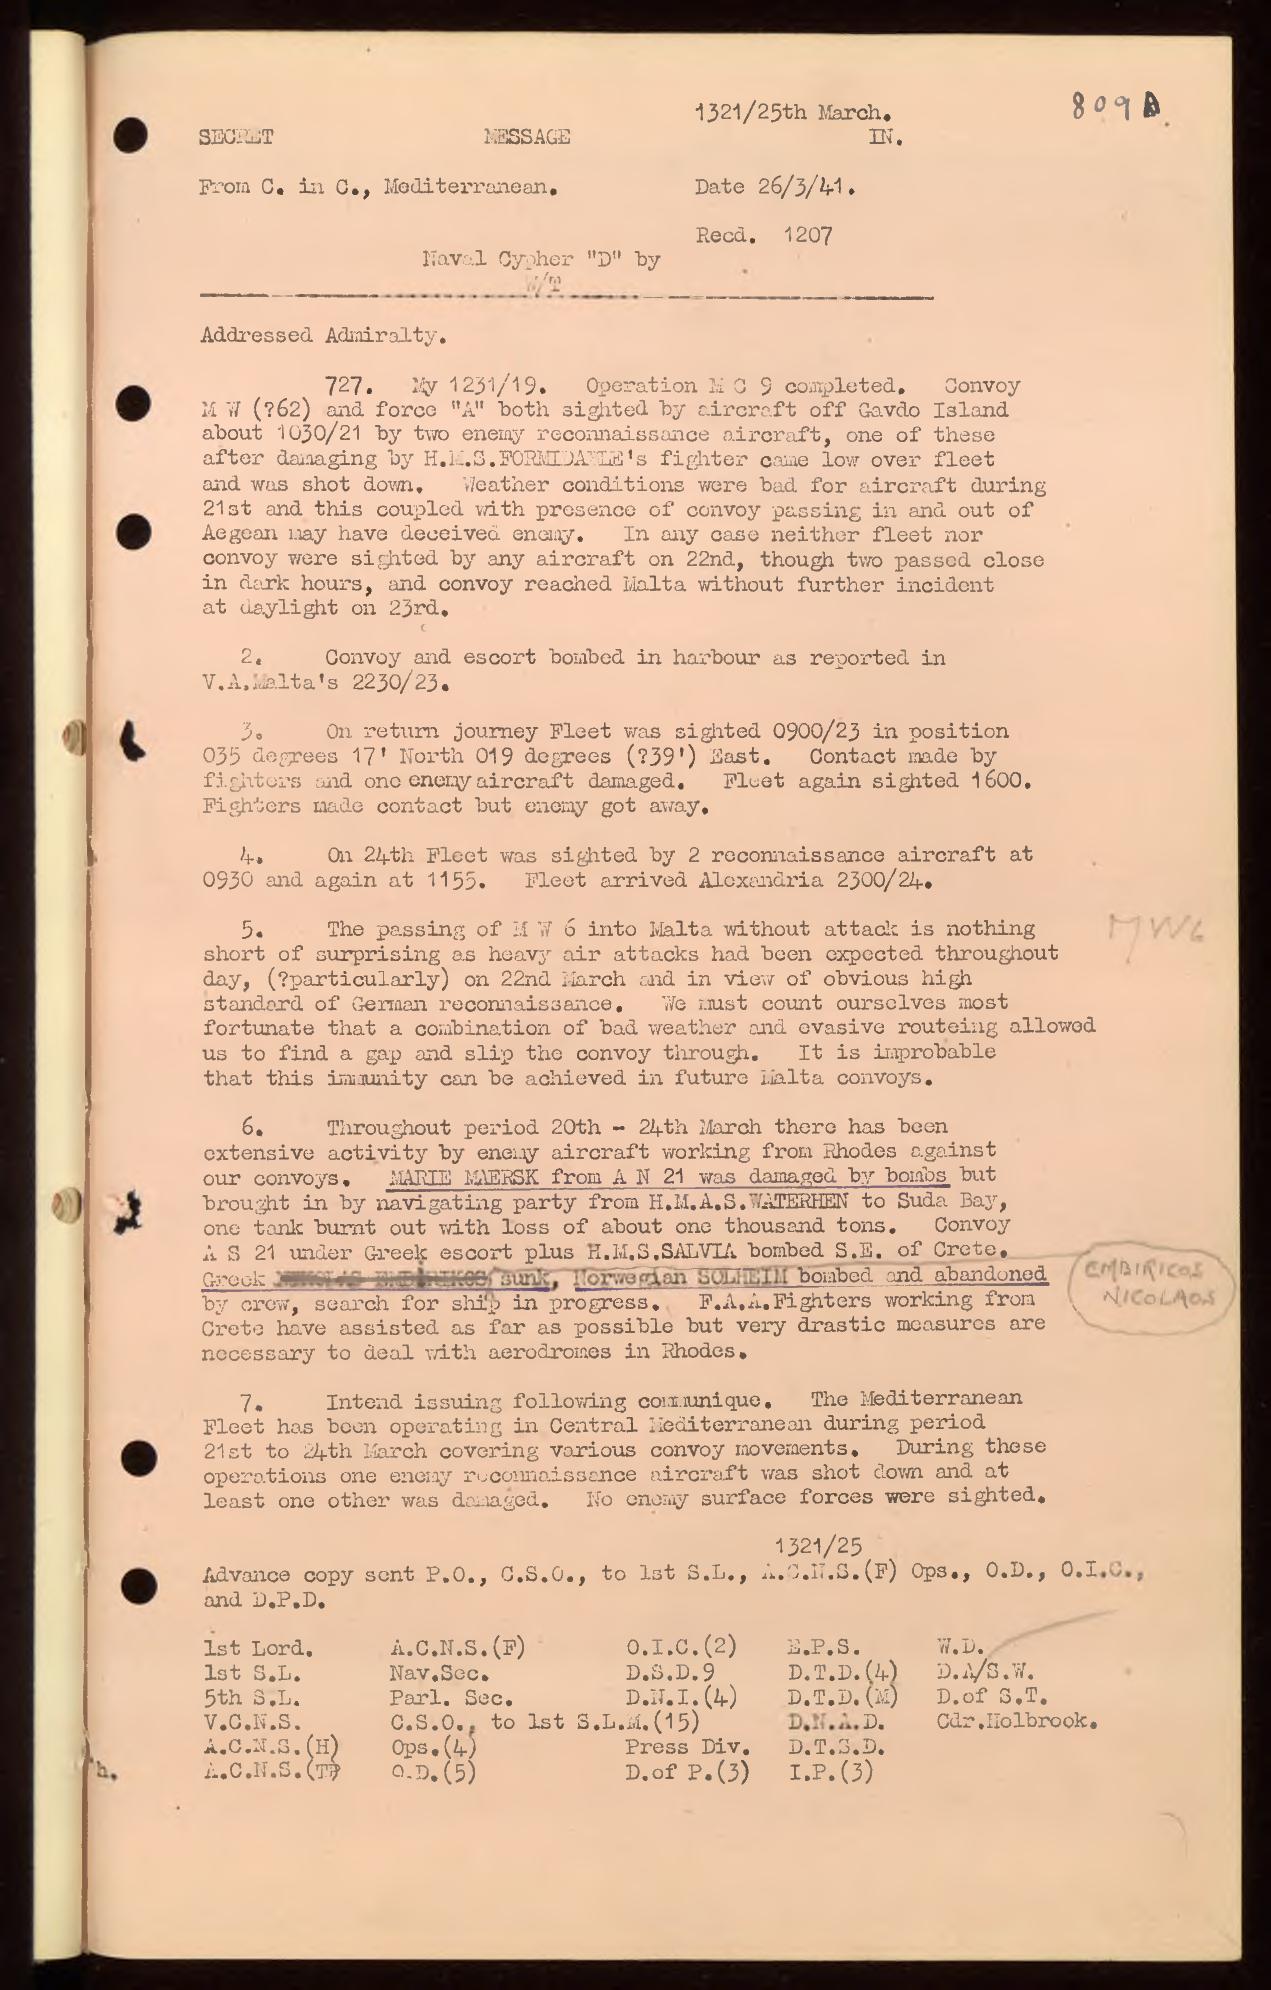 1321/25th March.
809A
SECRET MESSAGE IN.
From C. in C., Mediterranean. Date 26/3/41.
Recd. 1207
Naval Cypher "D" by
W/T
Addressed Admiralty.
727. My 1231/19. Operation M C 9 completed. Convoy
M W (?62) and force "A" both sighted by aircraft off Gavdo Island
about 1030/21 by two enemy reconnaissance aircraft, one of these
after damaging by H.M.S.FORMIDABLE's fighter came low over fleet
and was shot down. Weather conditions were bad for aircraft during
21st and this coupled with presence of convoy passing in and out of
Aegean may have deceived enemy. In any case neither fleet nor
convoy were sighted by any aircraft on 22nd, though two passed close
in dark hours, and convoy reached Malta without further incident
at daylight on 23rd.
2. Convoy and escort bombed in harbour as reported in
V.A.Malta's 2230/23.
3. On return journey Fleet was sighted 0900/23 in position
035 degrees 17' North 019 degrees (?39') East. Contact made by
fighters and one enemy aircraft damaged. Fleet again sighted 1600.
Fighters made contact but enemy got away.
4. On 24th Fleet was sighted by 2 reconnaissance aircraft at
0930 and again at 1155. Fleet arrived Alexandria 2300/24.
5. The passing of M W 6 into Malta without attack is nothing
MW6
short of surprising as heavy air attacks had been expected throughout
day, (?particularly) on 22nd March and in view of obvious high
standard of German reconnaissance. We must count ourselves most
fortunate that a combination of bad weather and evasive routeing allowed
us to find a gap and slip the convoy through. It is improbable
that this immunity can be achieved in future Malta convoys.
6. Throughout period 20th - 24th March there has been
extensive activity by enemy aircraft working from Rhodes against
our convoys. MARIE MAERSK from A N 21 was damaged by bombs but
brought in by navigating party from H.M.A.S.WATERHEN to Suda Bay,
one tank burnt out with loss of about one thousand tons. Convoy
A S 21 under Greek escort plus H.M.S.SALVIA bombed S.E. of Crete.
Greek sunk, Norwegian SOLHEIM bombed and abandoned
EMBIRICOS
NICOLAOS
by crew, search for ship in progress. F.A.A.Fighters working from
Crete have assisted as far as possible but very drastic measures are
necessary to deal with aerodromes in Rhodes.
7. Intend issuing following communique. The Mediterranean
Fleet has been operating in Central Mediterranean during period
21st to 24th March covering various convoy movements. During these
operations one enemy reconnaissance aircraft was shot down and at
least one other was damaged. No enemy surface forces were sighted.
1321/25
Advance copy sent P.O., C.S.O., to 1st S.L., A.C.N.S.(F) Ops., O.D., O.I.C.,
and D.P.D.
1st Lord. A.C.N.S.(F) O.I.C.(2) E.P.S. W.D.
1st S.L. Nav.Sec. D.S.D.9 D.T.D.(4) D.A/S.W.
5th S.L. Parl. Sec. D.N.I.(4) D.T.D.(M) D.of S.T.
V.C.N.S. C.S.O., to 1st S.L.M.(15) D.N.A.D. Cdr.Holbrook.
A.C.N.S.(H) Ops.(4) Press Div. D.T.S.D.
h. A.C.N.S.(T) O.D.(5) D.of P.(3) I.P.(3)